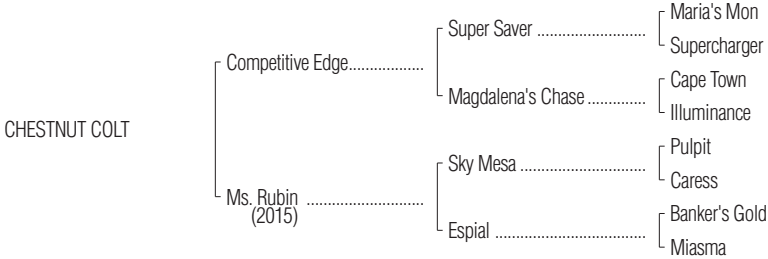 CHESTNUT COLT
Competitive Edge..................
Super Saver ..........................
Maria's Mon
Supercharger
Magdalena's Chase ..............
Cape Town
Illuminance
Ms. Rubin ............................
(2015)
Sky Mesa ..............................
Pulpit
Caress
Espial ....................................
Banker's Gold
Miasma